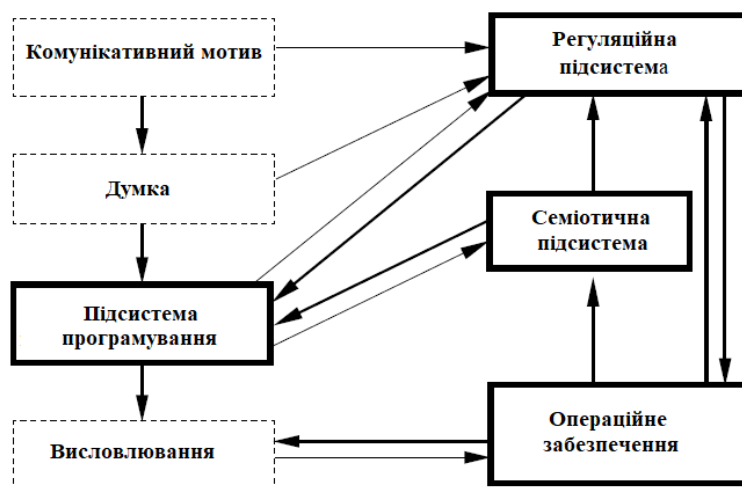 Комунікативний мотив
Регуляційна
підсистема
Думка
Семіотична
підсистема
Підсистема
програмування
Висловлювання
Операційне
забезпечення